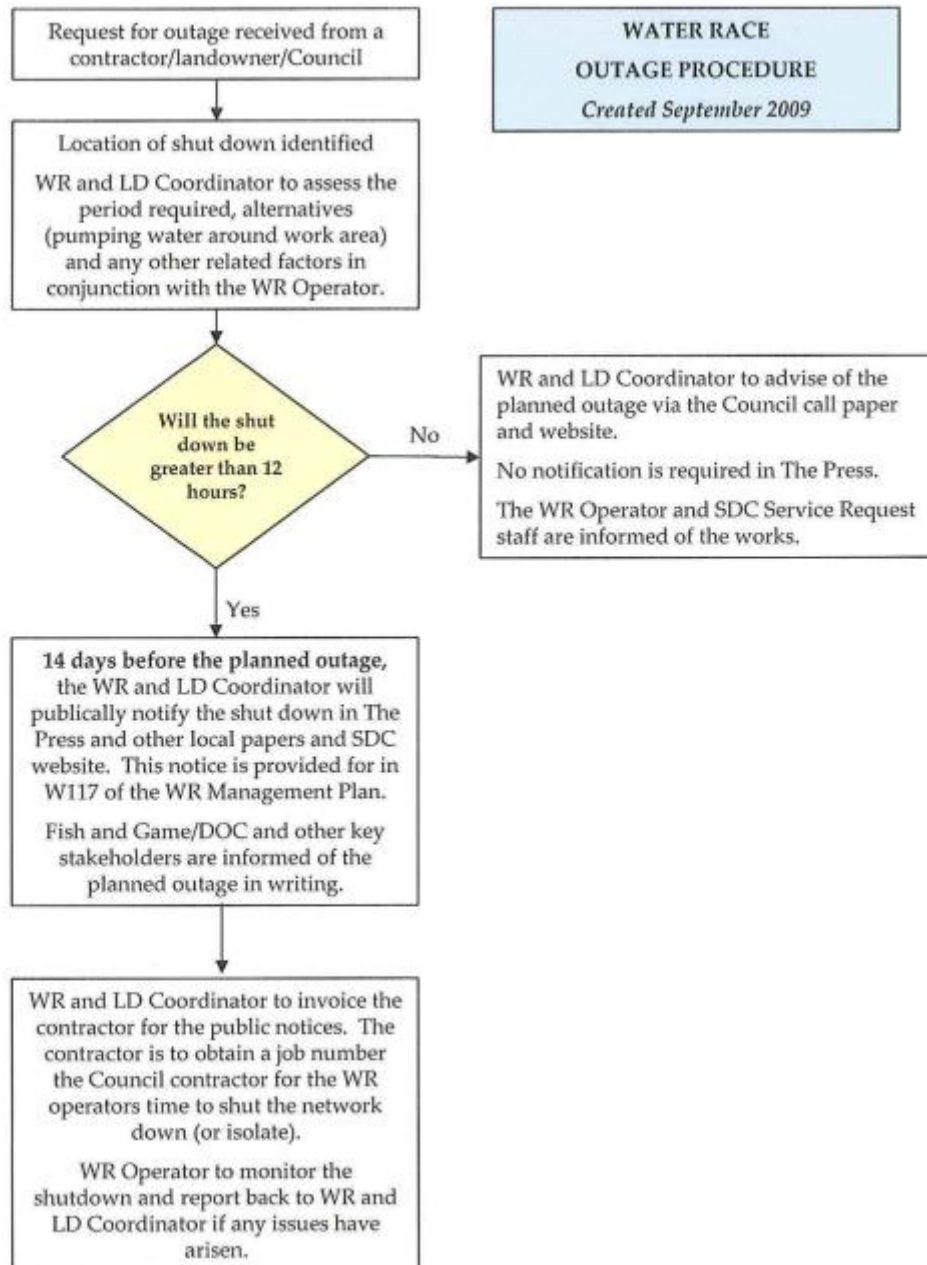 Request for outage received from a
contractor/landowner/Council
WATER RACE
OUTAGE PROCEDURE
Created September 2009
Location of shut down identified
WR and LD Coordinator to assess the
period required, alternatives
(pumping water around work area)
and any other related factors in
conjunction with the WR Operator.
Will the shut
down be
greater than 12
hours?
No
WR and LD Coordinator to advise of the
planned outage via the Council call paper
and website.
No notification is required in The Press.
The WR Operator and SDC Service Request
staff are informed of the works.
Yes
14 days before the planned outage,
the WR and LD Coordinator will
publically notify the shut down in The
Press and other local papers and SDC
website. This notice is provided for in
W117 of the WR Management Plan.
Fish and Game/DOC and other key
stakeholders are informed of the
planned outage in writing.
WR and LD Coordinator to invoice the
contractor for the public notices. The
contractor is to obtain a job number
the Council contractor for the WR
operators time to shut the network
down (or isolate).
WR Operator to monitor the
shutdown and report back to WR and
LD Coordinator if any issues have
arisen.